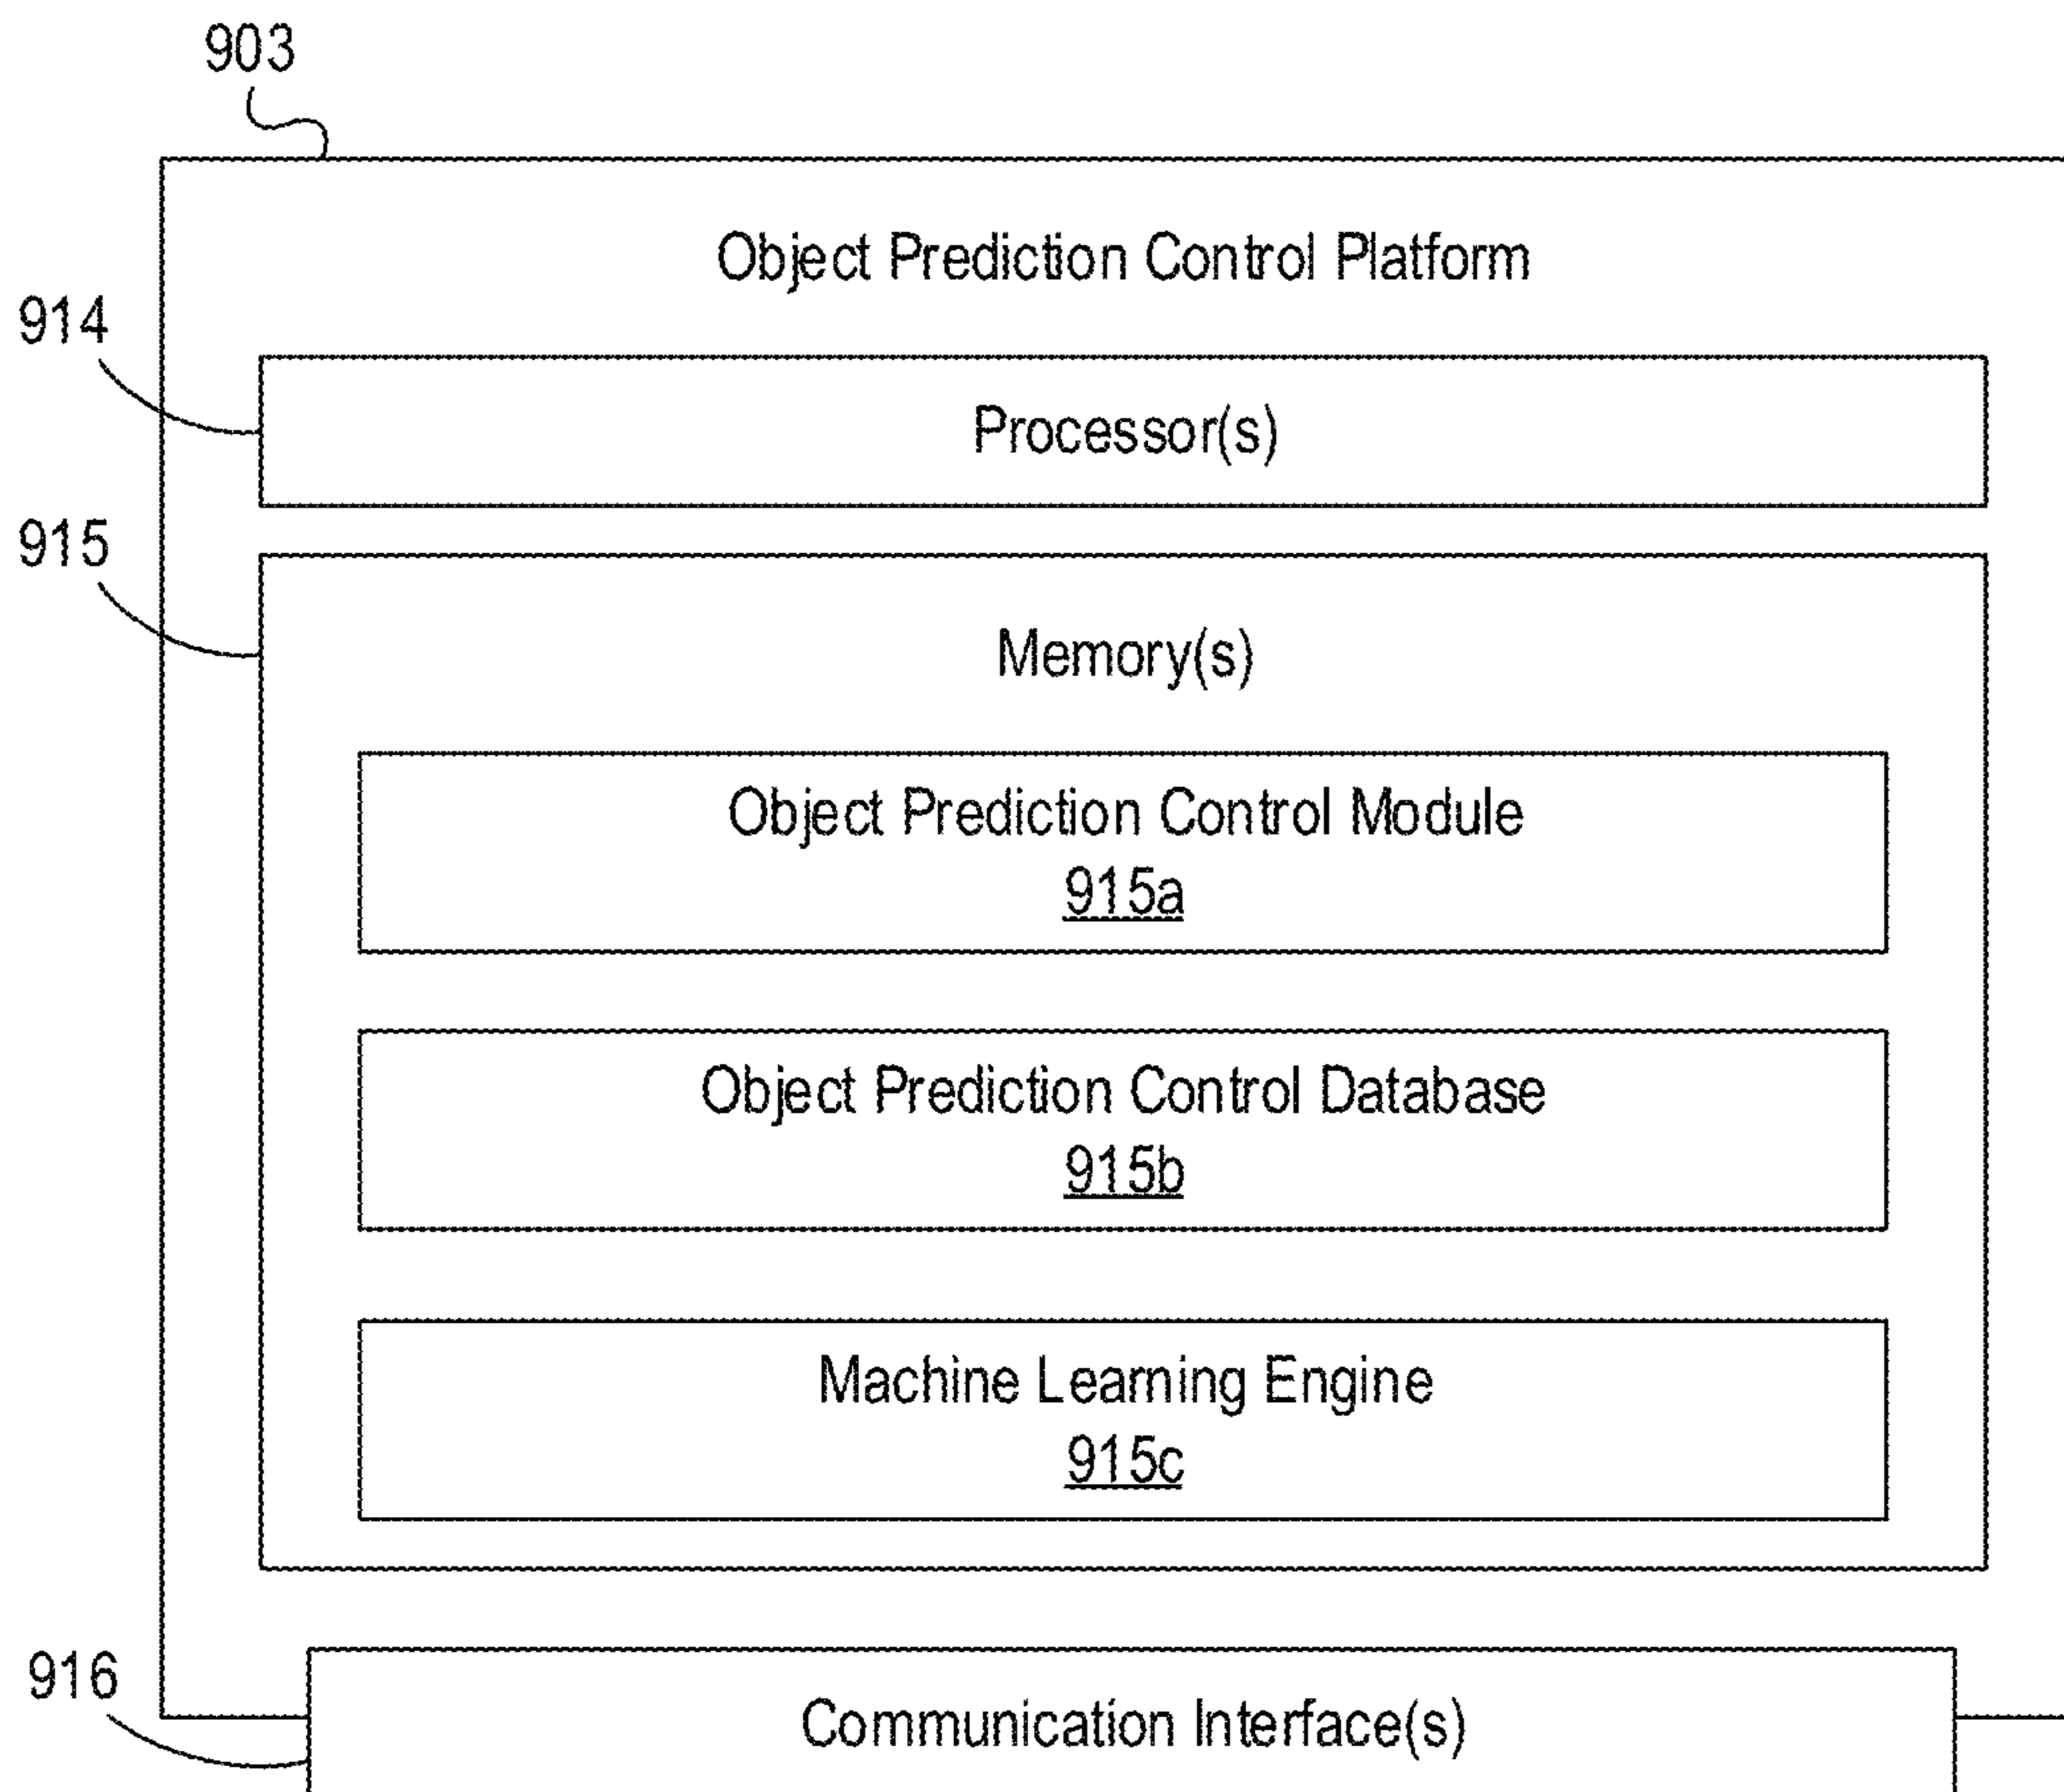 903
Object Prediction Control Platform
914
Processor(s)
915
Memory(s)
Object Prediction Control Module
915a
Object Prediction Control Database
915b
Machine Learning Engine
915c
916
Communication Interface(s)